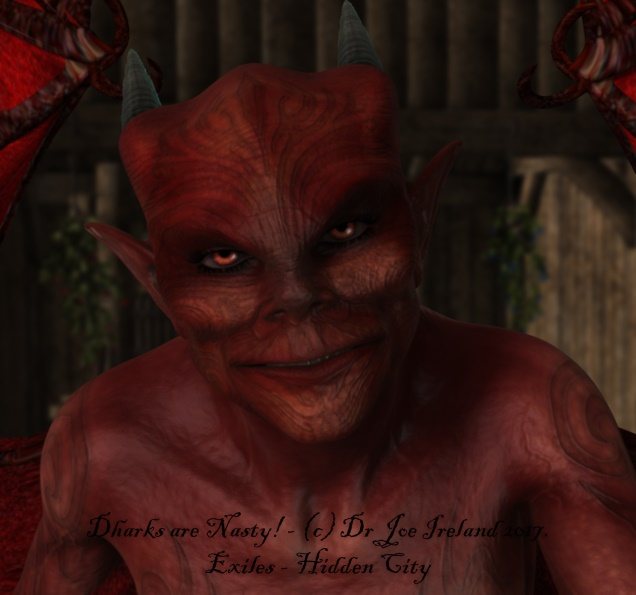 Dharks are Nasty! - (c) Dr Joe Ireland 2017.
Exiles - Hidden City